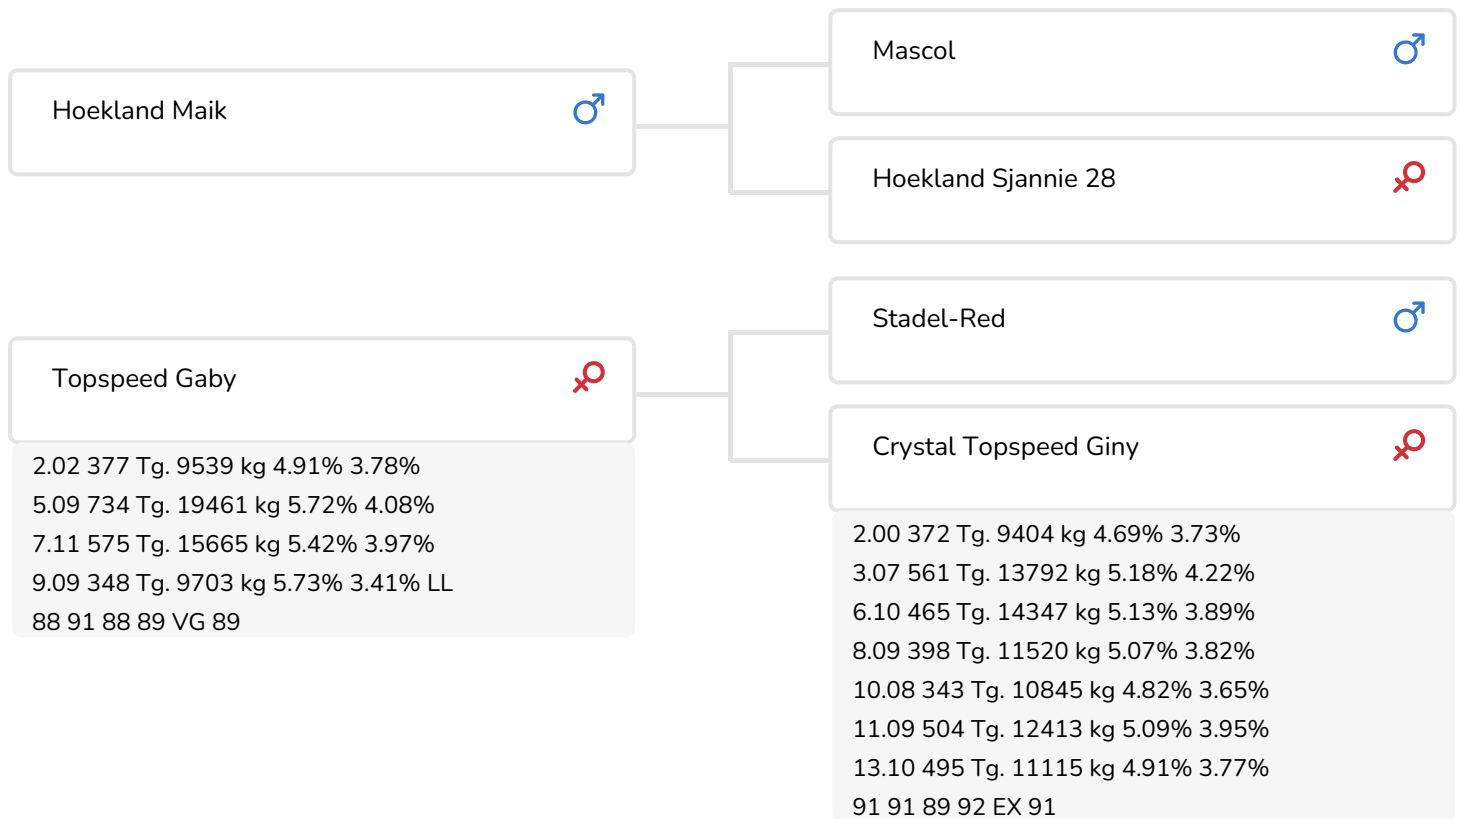 Hoekland Maik
Mascol
Hoekland Sjannie 28
Topspeed Gaby
2.02 377 Tg. 9539 kg 4.91% 3.78%
5.09 734 Tg. 19461 kg 5.72% 4.08%
7.11 575 Tg. 15665 kg 5.42% 3.97%
9.09 348 Tg. 9703 kg 5.73% 3.41% LL
88 91 88 89 VG 89
Stadel-Red
Crystal Topspeed Giny
2.00 372 Tg. 9404 kg 4.69% 3.73%
3.07 561 Tg. 13792 kg 5.18% 4.22%
6.10 465 Tg. 14347 kg 5.13% 3.89%
8.09 398 Tg. 11520 kg 5.07% 3.82%
10.08 343 Tg. 10845 kg 4.82% 3.65%
11.09 504 Tg. 12413 kg 5.09% 3.95%
13.10 495 Tg. 11115 kg 4.91% 3.77%
91 91 89 92 EX 91